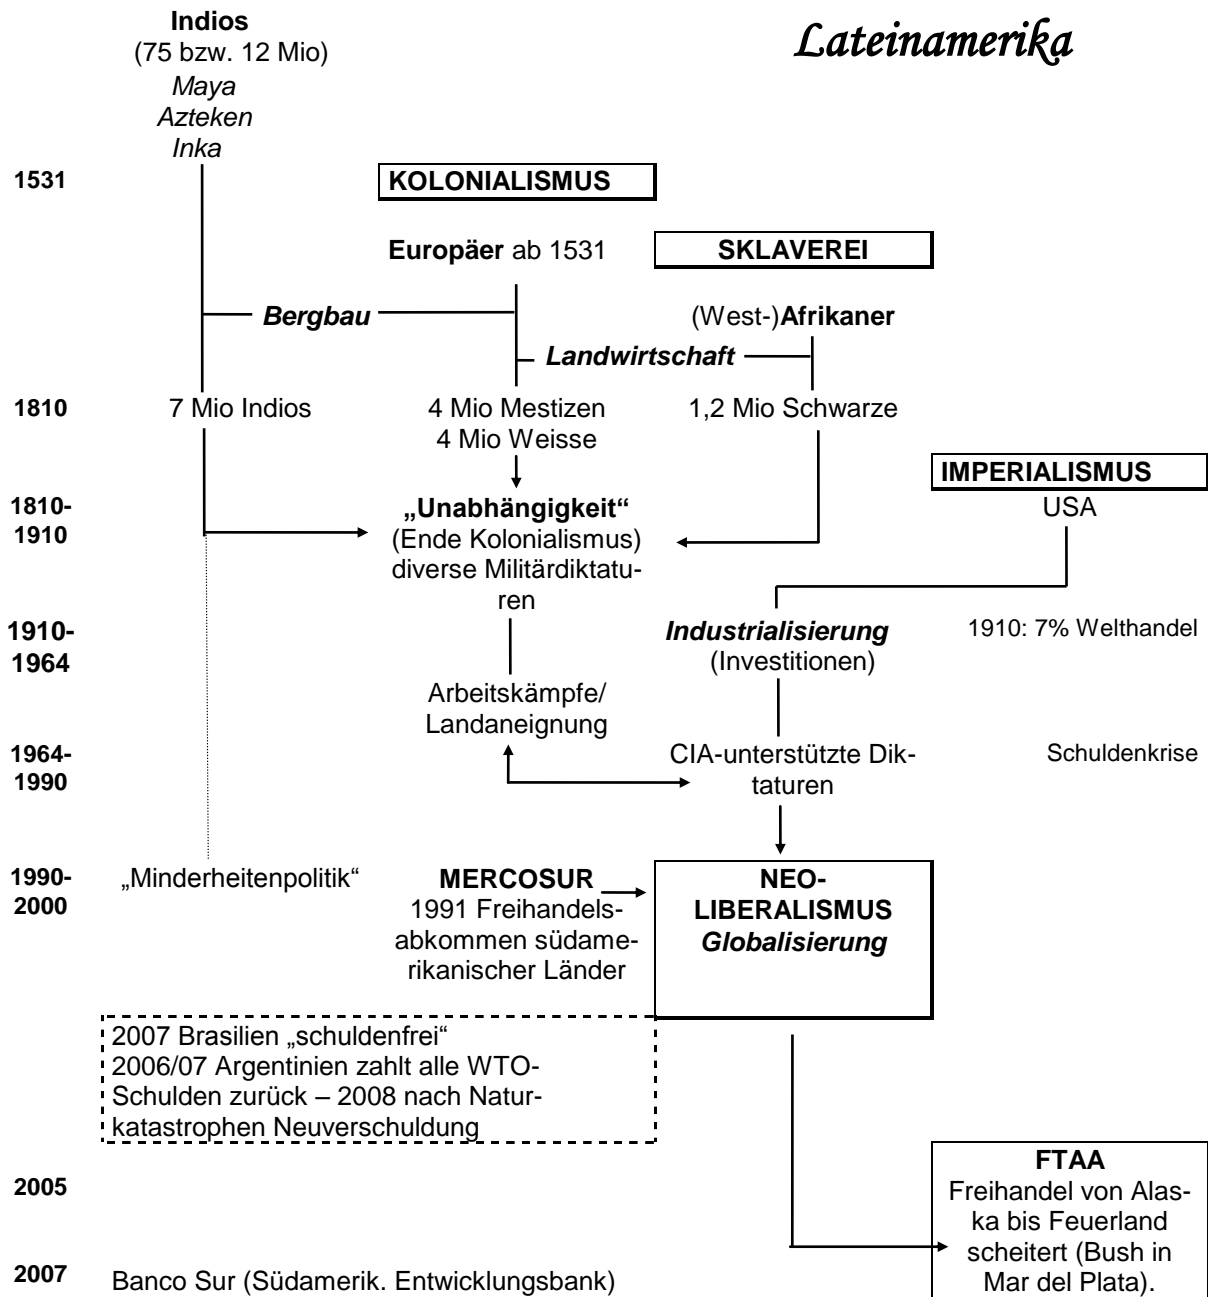 Indios
Lateinamerika
(75 bzw. 12 Mio)
Maya
Azteken
Inka
1531
KOLONIALISMUS
Europäer ab 1531
SKLAVEREI
Bergbau
(West-)Afrikaner
Landwirtschaft
1810
7 Mio Indios
4 Mio Mestizen
1,2 Mio Schwarze
4 Mio Weisse
IMPERIALISMUS
1810-
1910
„Unabhängigkeit“
USA
(Ende Kolonialismus)
diverse Militärdiktatu-
ren
1910-
1964
Industrialisierung
(Investitionen)
1910: 7% Welthandel
Arbeitskämpfe/
Landaneignung
1964-
1990
CIA-unterstützte Dik-
taturen
Schuldenkrise
1990-
2000
„Minderheitenpolitik“
MERCOSUR
1991 Freihandels-
abkommen südame-
rikanischer Länder
NEO-
LIBERALISMUS
Globalisierung
2007 Brasilien „schuldenfrei“
2006/07 Argentinien zahlt alle WTO-
Schulden zurück – 2008 nach Natur-
katastrophen Neuverschuldung
2005
FTAA
Freihandel von Alas-
ka bis Feuerland
scheitert (Bush in
Mar del Plata).
2007
Banco Sur (Südamerik. Entwicklungsbank)